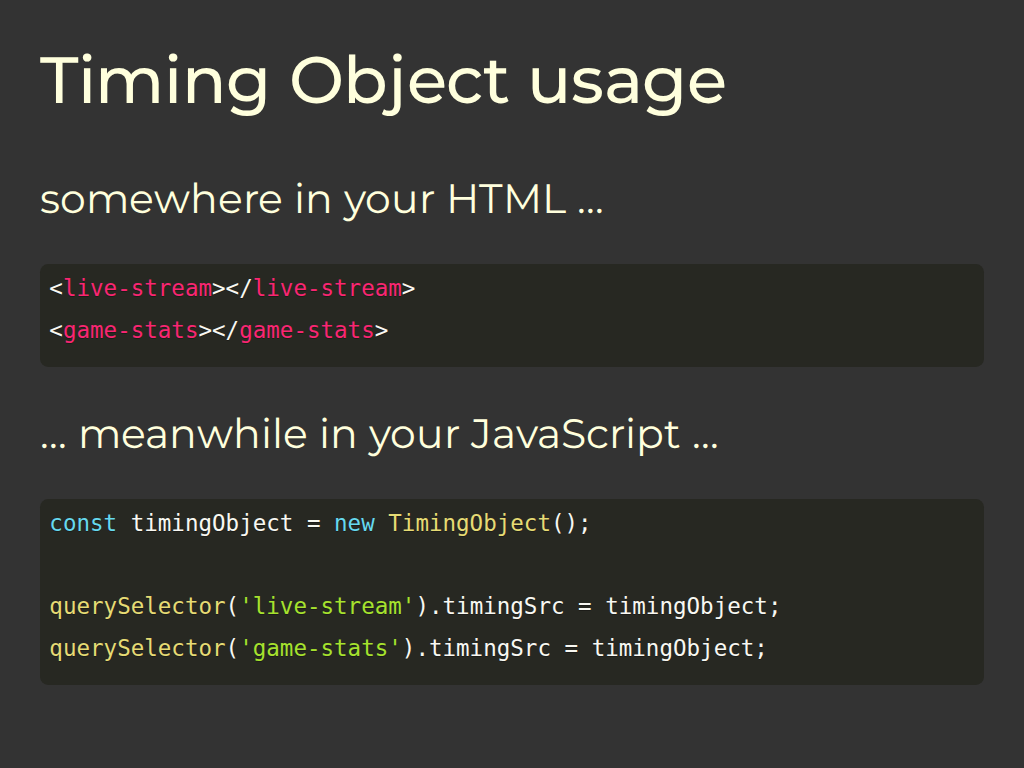 Timing Object usage
somewhere in your HTML ...
<live-stream></live-stream>
<game-stats></game-stats>
... meanwhile in your JavaScript ...
const timingObject = new TimingObject();
querySelector('live-stream').timingSrc = timingObject;
querySelector('game-stats').timingSrc = timingObject;